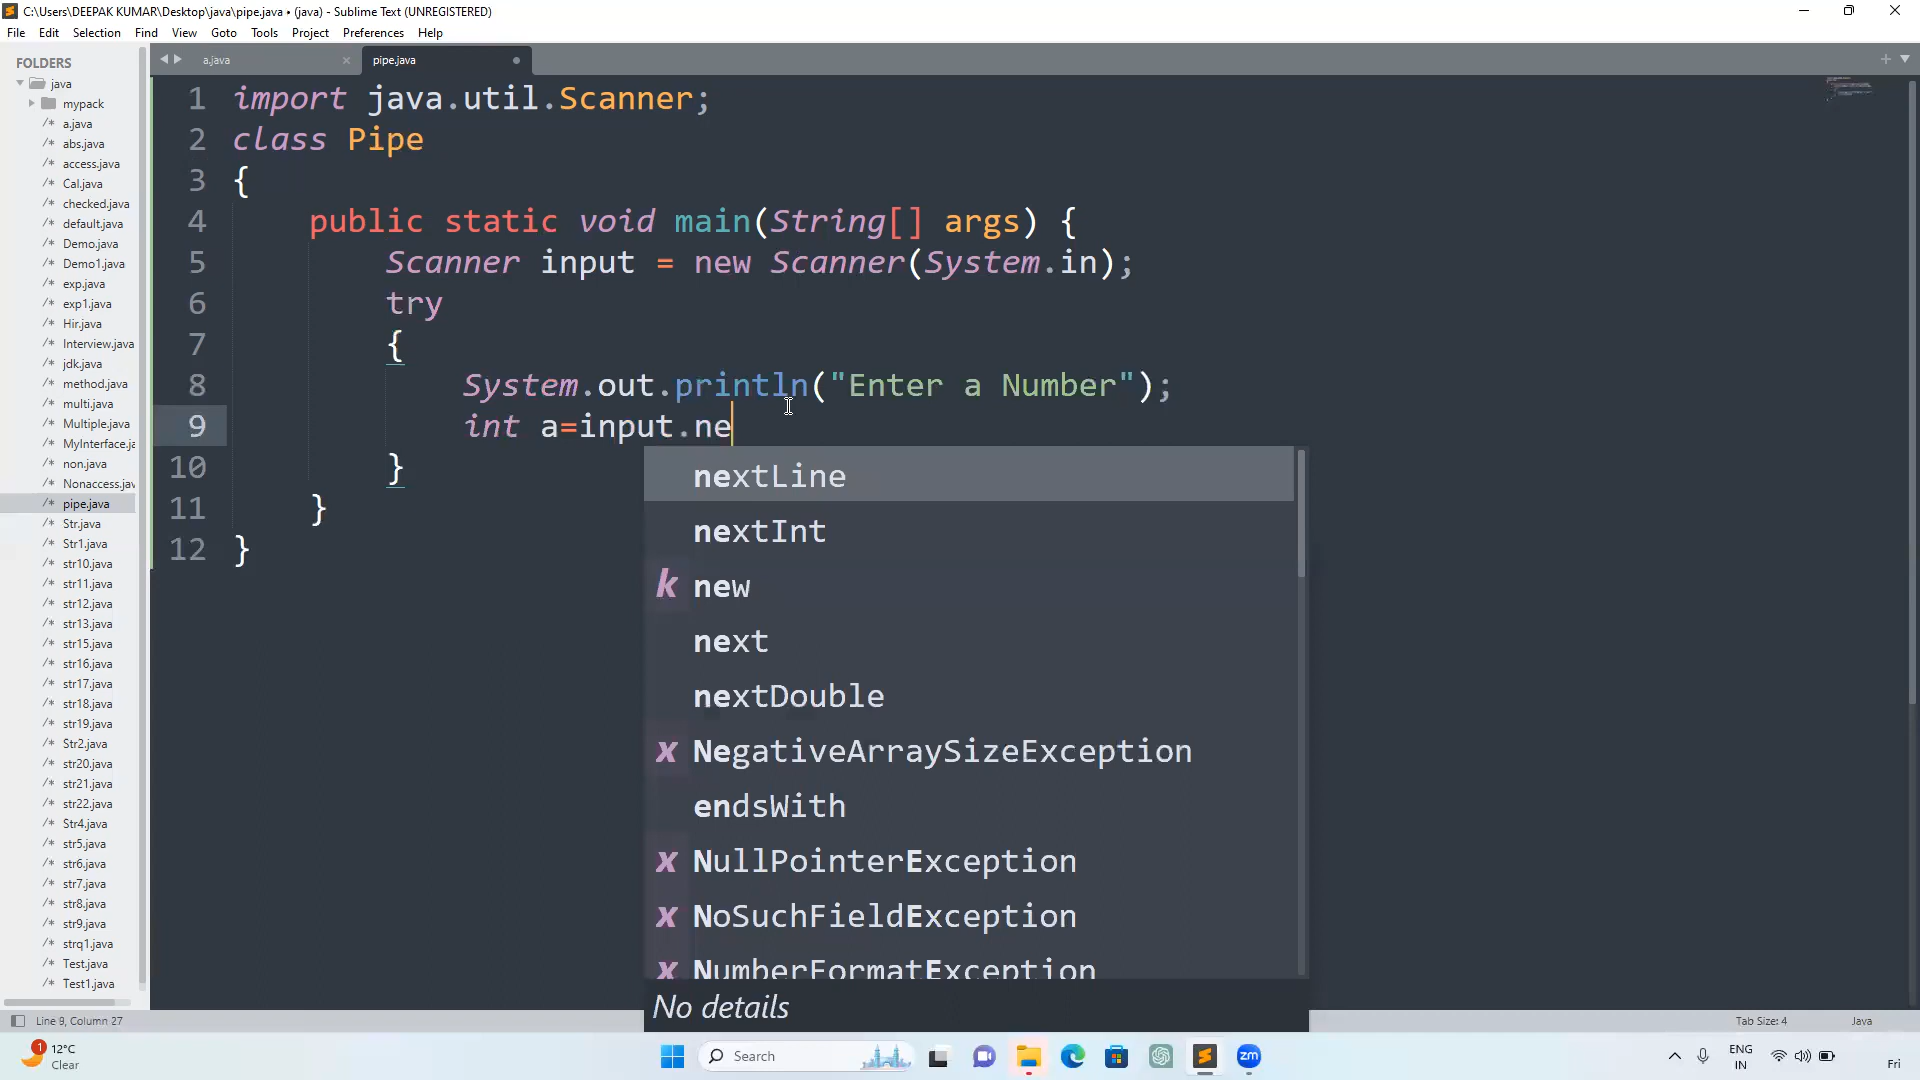 C:\Users\DEEPAK KUMAR\Desktop\java\pipe.java • (java) - Sublime Text (UNREGISTERED)
File Edit Selection Find View Goto Tools Project Preferences Help
FOLDERS
java
mypack
a.java
abs.java
access.java
Cal.java
checked.java
default.java
Demo.java
Demo1.java
exp.java
exp1.java
Hir.java
Interview.java
jdk.java
method.java
multi.java
Multiple.java
MyInterface.ja
non.java
Nonaccess.jav
pipe.java
Str.java
Str1.java
str10.java
str11.java
str12.java
str13.java
str15.java
str16.java
str17.java
str18.java
str19.java
Str2.java
str20.java
str21.java
str22.java
Str4.java
str5.java
str6.java
str7.java
str8.java
str9.java
strq1.java
Test.java
Test1.java
a.java
pipe.java
1 import java.util.Scanner;
2 class Pipe
3 {
4 public static void main(String[] args) {
5 Scanner input = new Scanner(System.in);
6 try
7 {
8 System.out.println("Enter a Number");
9 int a=input.ne
10 }
11 }
12 }
nextLine
nextInt
k new
next
nextDouble
x NegativeArraySizeException
endsWith
x NullPointerException
x NoSuchFieldException
x NumberFormatException
No details
Line 9, Column 27
Tab Size: 4
Java
1
12°C
Clear
Search
zm
ENG
IN
Fri